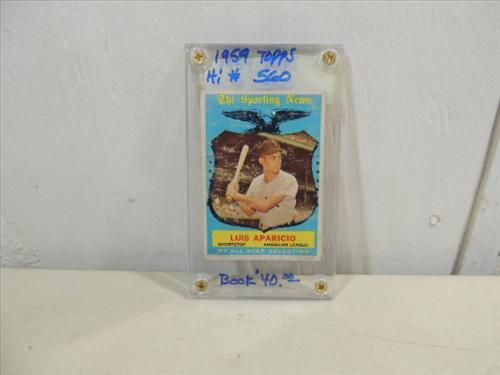 1959 TOPPS
Hi # 560
The Sporting News
LUIS APARICIO
SHORTSTOP AMERICAN LEAGUE
'59 ALL STAR SELECTION
Book $40.00